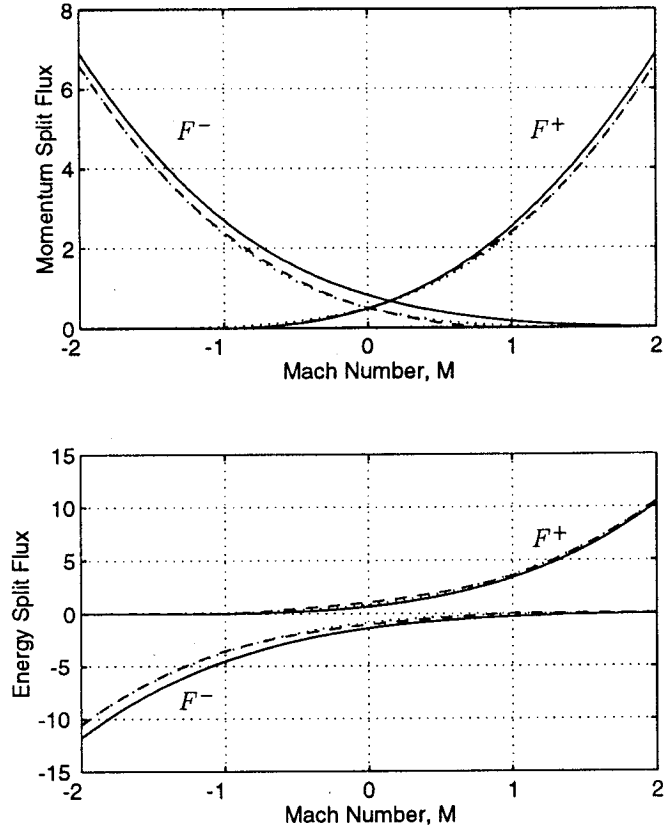 8
6
4
2
0
Momentum Split Flux
F⁻
F⁺
-2 -1 0 1 2
Mach Number, M
15
10
5
0
-5
-10
-15
Energy Split Flux
F⁺
F⁻
-2 -1 0 1 2
Mach Number, M